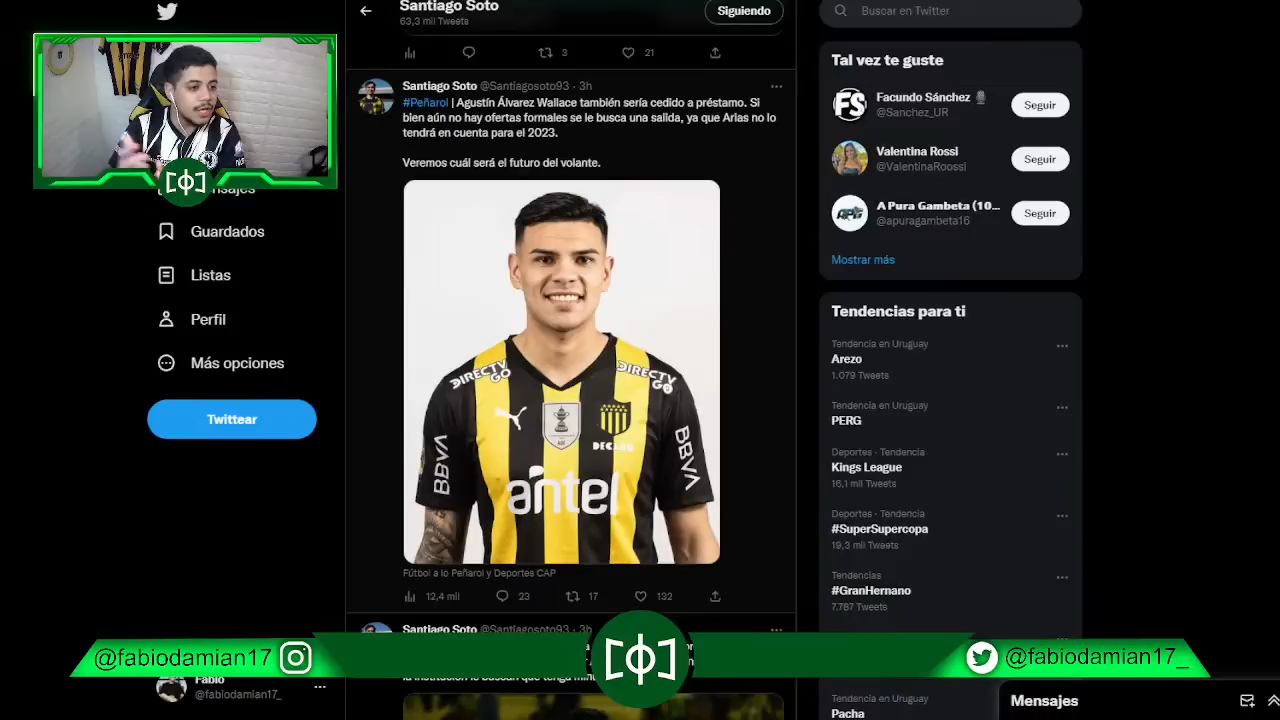 Santiago Soto
63,3 mil Tweets
Siguiendo
3
21
Santiago Soto @Santiagosoto93 · 3h
#Peñarol | Agustín Álvarez Wallace también sería cedido a préstamo. Si
bien aún no hay ofertas formales se le busca una salida, ya que Arias no lo
tendrá en cuenta para el 2023.
Veremos cuál será el futuro del volante.
DIRECTV GO
DIRECTV GO
BBVA
DECANO
BBVA
antel
Fútbol a lo Peñarol y Deportes CAP
12,4 mil
23
17
132
Santiago Soto @Santiagosoto93 · 3h
Guardados
Listas
Perfil
Más opciones
Twittear
Fabio
@fabiodamian17_
Buscar en Twitter
Tal vez te guste
Facundo Sánchez
@Sanchez_UR
Seguir
Valentina Rossi
@ValentinaRoossi
Seguir
A Pura Gambeta (10...
@apuragambeta16
Seguir
Mostrar más
Tendencias para ti
Tendencia en Uruguay
Arezo
1.079 Tweets
Tendencia en Uruguay
PERG
Deportes · Tendencia
Kings League
16,1 mil Tweets
Deportes · Tendencia
#SuperSupercopa
19,3 mil Tweets
Tendencias
#GranHernano
7.787 Tweets
Tendencia en Uruguay
Pacha
Mensajes
@fabiodamian17
@fabiodamian17_